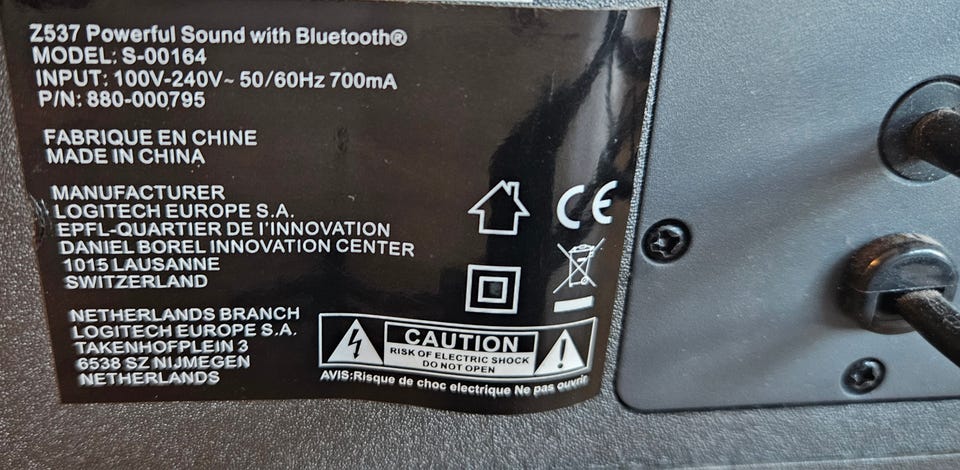 Z537 Powerful Sound with Bluetooth®
MODEL: S-00164
INPUT: 100V-240V~ 50/60Hz 700mA
P/N: 880-000795
FABRIQUE EN CHINE
MADE IN CHINA
MANUFACTURER
LOGITECH EUROPE S.A.
EPFL-QUARTIER DE I'INNOVATION
DANIEL BOREL INNOVATION CENTER
1015 LAUSANNE
SWITZERLAND
CE
NETHERLANDS BRANCH
LOGITECH EUROPE S.A.
TAKENHOFPLEIN 3
6538 SZ NIJMEGEN
NETHERLANDS
CAUTION
RISK OF ELECTRIC SHOCK
DO NOT OPEN
AVIS:Risque de choc electrique Ne pas ouvrir